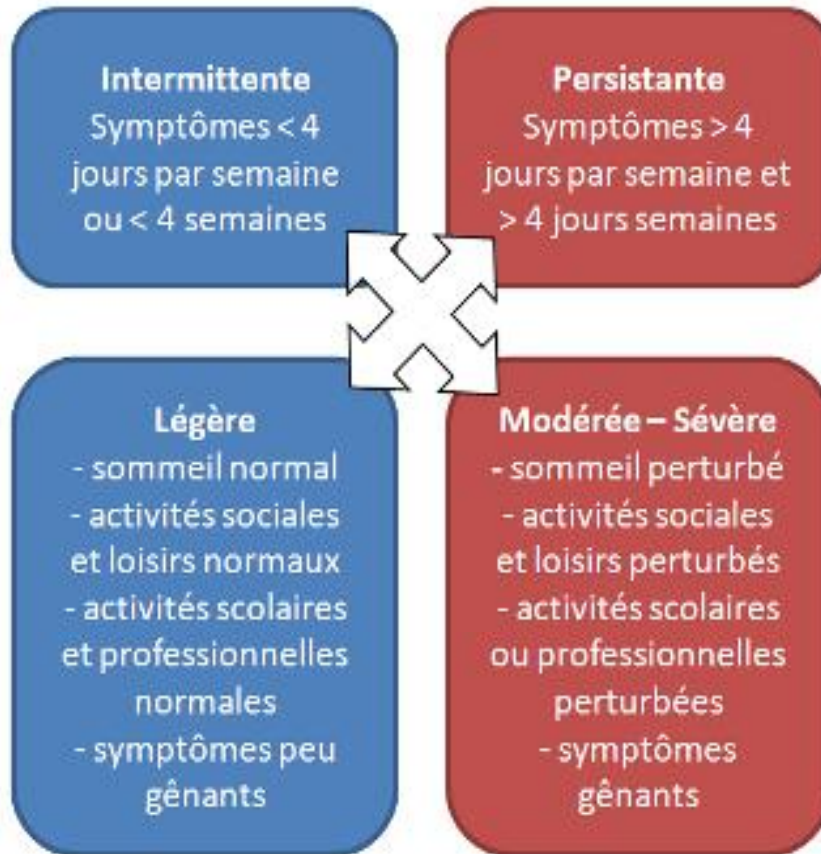 Intermittente
Symptômes < 4
jours par semaine
ou < 4 semaines
Persistante
Symptômes > 4
jours par semaine et
> 4 jours semaines
Légère
- sommeil normal
- activités sociales
et loisirs normaux
- activités scolaires
et professionnelles
normales
- symptômes peu
gênants
Modérée – Sévère
- sommeil perturbé
- activités sociales
et loisirs perturbés
- activités scolaires
ou professionnelles
perturbées
- symptômes
gênants